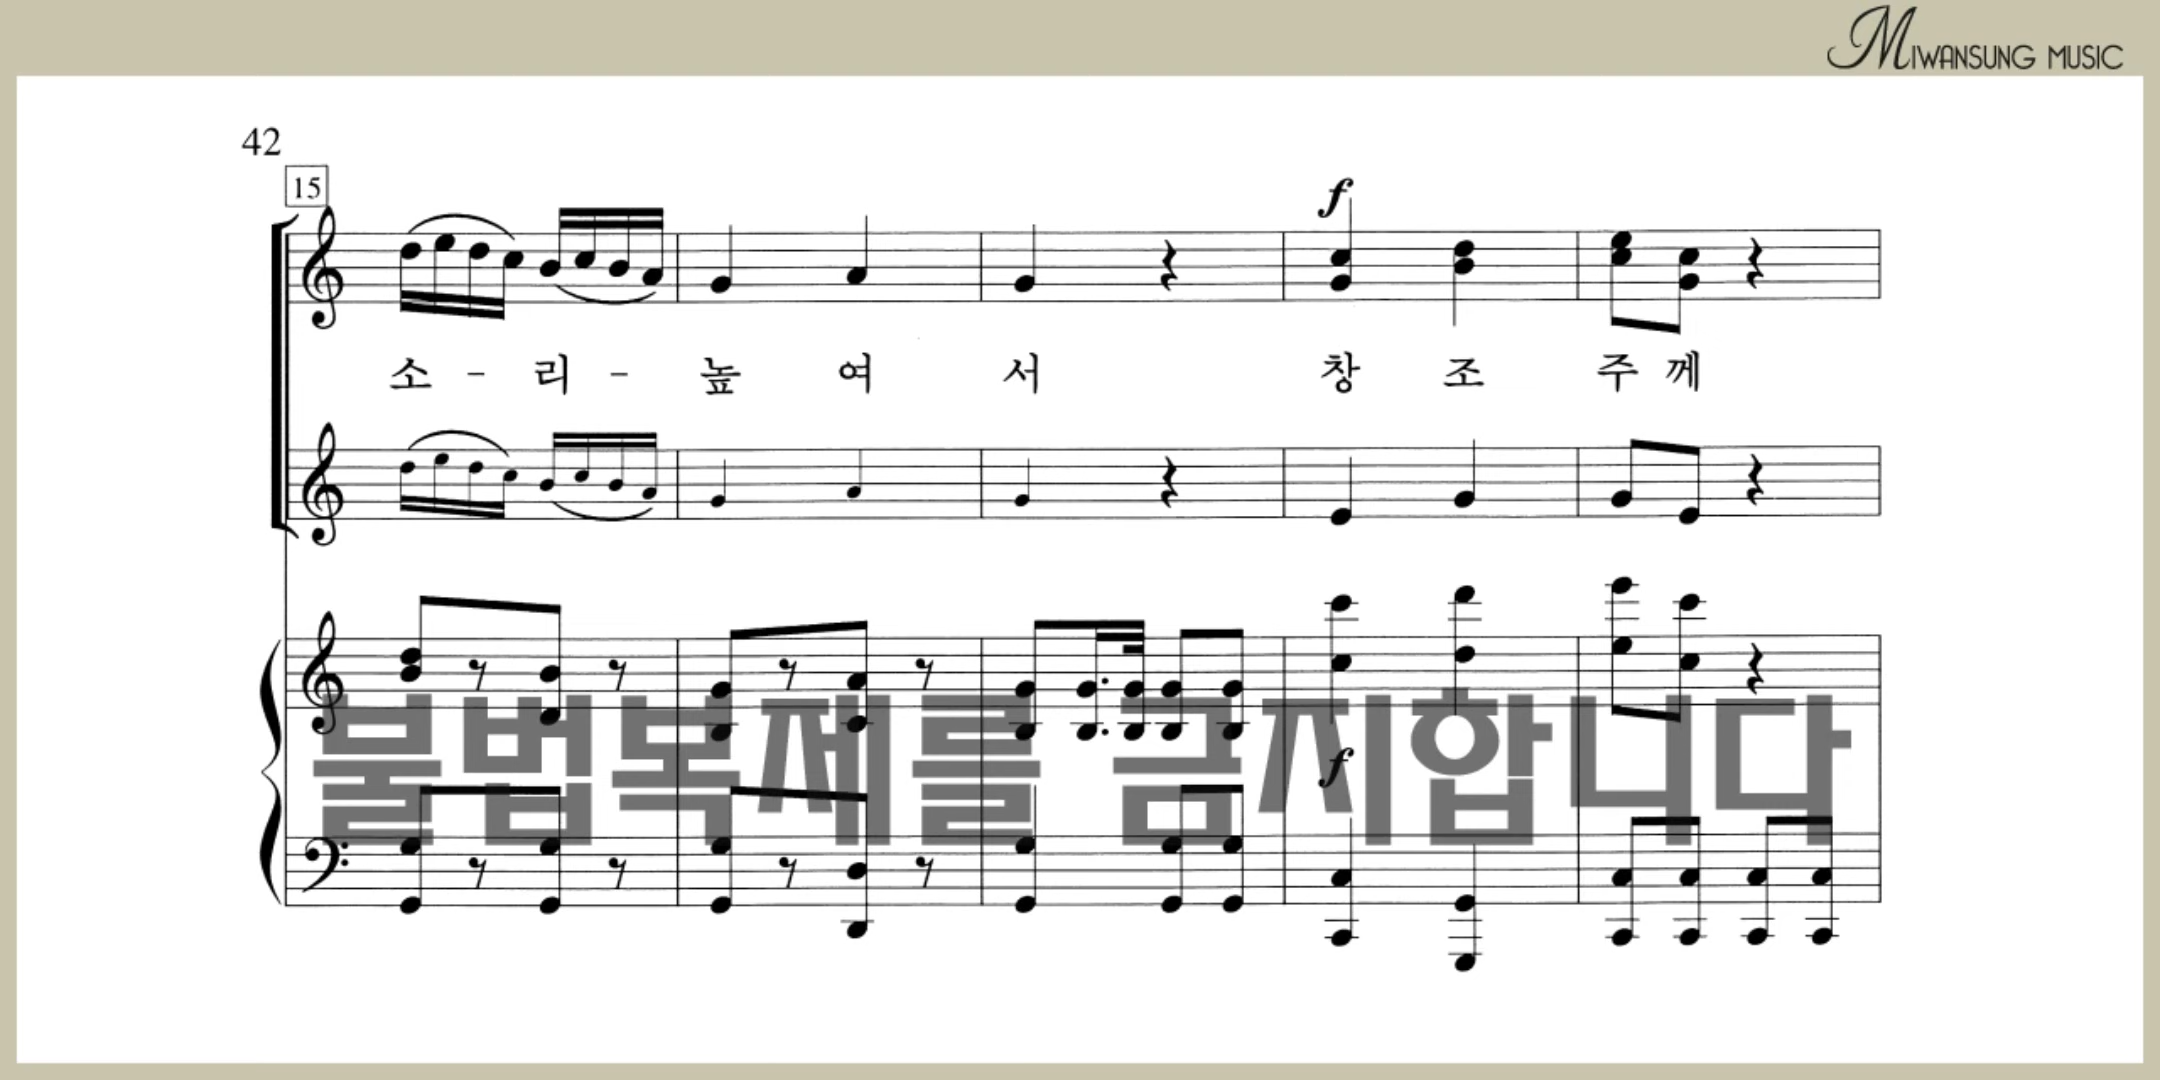 MIWANSUNG MUSIC
42
15
f
소 - 리 - 높 여 서 창 조 주 께
f
불법복제를 금지합니다